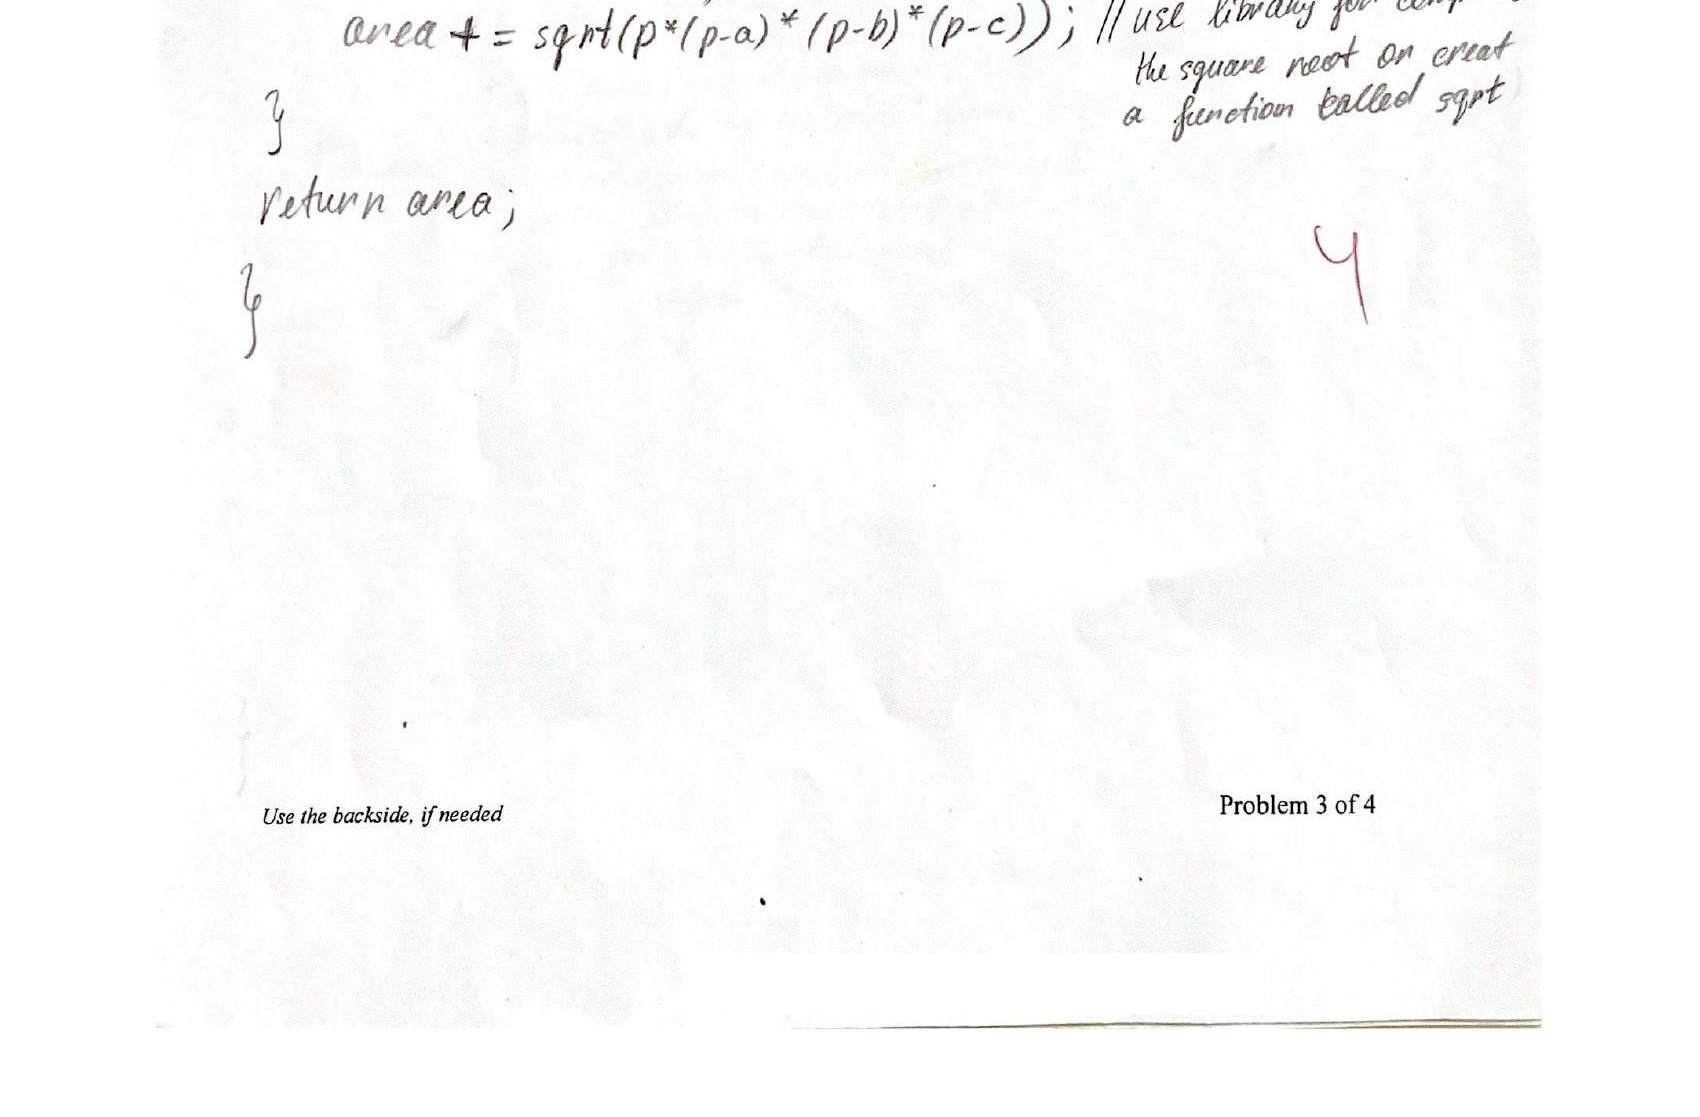 area += sqrt(p*(p-a)*(p-b)*(p-c)); // use library for
the square root or creat
a function called sqrt
}
return area;
}
4
Use the backside, if needed
Problem 3 of 4